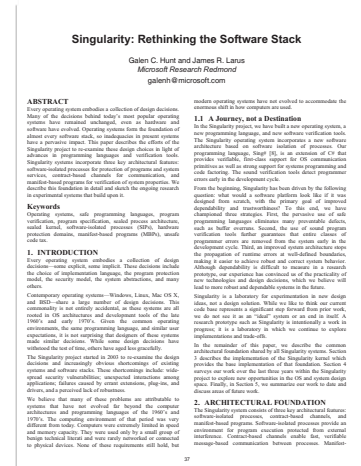 Singularity: Rethinking the Software Stack
Galen C. Hunt and James R. Larus
Microsoft Research Redmond
galenh@microsoft.com
ABSTRACT
Every operating system embodies a collection of design decisions.
Many of the decisions behind today's most popular operating
systems have remained unchanged, even as hardware and
software have evolved. Operating systems form the foundation of
almost every software stack, so inadequacies in present systems
have a pervasive impact. This paper describes the efforts of the
Singularity project to re-examine these design choices in light of
advances in programming languages and verification tools.
Singularity systems incorporate three key architectural features:
software-isolated processes for protection of programs and system
services, contract-based channels for communication, and
manifest-based programs for verification of system properties. We
describe this foundation in detail and sketch the ongoing research
in experimental systems that build upon it.
Keywords
Operating systems, safe programming languages, program
verification, program specification, sealed process architecture,
sealed kernel, software-isolated processes (SIPs), hardware
protection domains, manifest-based programs (MBPs), unsafe
code tax.
1. INTRODUCTION
Every operating system embodies a collection of design
decisions—some explicit, some implicit. These decisions include
the choice of implementation language, the program protection
model, the security model, the system abstractions, and many
others.
Contemporary operating systems—Windows, Linux, Mac OS X,
and BSD—share a large number of design decisions. This
commonality is not entirely accidental, as these systems are all
rooted in OS architectures and development tools of the late
1960's and early 1970's. Given the common operating
environments, the same programming language, and similar user
expectations, it is not surprising that designers of these systems
made similar decisions. While some design decisions have
withstood the test of time, others have aged less gracefully.
The Singularity project started in 2003 to re-examine the design
decisions and increasingly obvious shortcomings of existing
systems and software stacks. These shortcomings include: wide-
spread security vulnerabilities; unexpected interactions among
applications; failures caused by errant extensions, plug-ins, and
drivers, and a perceived lack of robustness.
We believe that many of these problems are attributable to
systems that have not evolved far beyond the computer
architectures and programming languages of the 1960's and
1970's. The computing environment of that period was very
different from today. Computers were extremely limited in speed
and memory capacity. They were used only by a small group of
benign technical literati and were rarely networked or connected
to physical devices. None of these requirements still hold, but
modern operating systems have not evolved to accommodate the
enormous shift in how computers are used.
1.1 A Journey, not a Destination
In the Singularity project, we have built a new operating system, a
new programming language, and new software verification tools.
The Singularity operating system incorporates a new software
architecture based on software isolation of processes. Our
programming language, Sing# [8], is an extension of C# that
provides verifiable, first-class support for OS communication
primitives as well as strong support for systems programming and
code factoring. The sound verification tools detect programmer
errors early in the development cycle.
From the beginning, Singularity has been driven by the following
question: what would a software platform look like if it was
designed from scratch, with the primary goal of improved
dependability and trustworthiness? To this end, we have
championed three strategies. First, the pervasive use of safe
programming languages eliminates many preventable defects,
such as buffer overruns. Second, the use of sound program
verification tools further guarantees that entire classes of
programmer errors are removed from the system early in the
development cycle. Third, an improved system architecture stops
the propagation of runtime errors at well-defined boundaries,
making it easier to achieve robust and correct system behavior.
Although dependability is difficult to measure in a research
prototype, our experience has convinced us of the practicality of
new technologies and design decisions, which we believe will
lead to more robust and dependable systems in the future.
Singularity is a laboratory for experimentation in new design
ideas, not a design solution. While we like to think our current
code base represents a significant step forward from prior work,
we do not see it as an "ideal" system or an end in itself. A
research prototype such as Singularity is intentionally a work in
progress; it is a laboratory in which we continue to explore
implementations and trade-offs.
In the remainder of this paper, we describe the common
architectural foundation shared by all Singularity systems. Section
3 describes the implementation of the Singularity kernel which
provides the base implementation of that foundation. Section 4
surveys our work over the last three years within the Singularity
project to explore new opportunities in the OS and system design
space. Finally, in Section 5, we summarize our work to date and
discuss areas of future work.
2. ARCHITECTURAL FOUNDATION
The Singularity system consists of three key architectural features:
software-isolated processes, contract-based channels, and
manifest-based programs. Software-isolated processes provide an
environment for program execution protected from external
interference. Contract-based channels enable fast, verifiable
message-based communication between processes. Manifest-
37